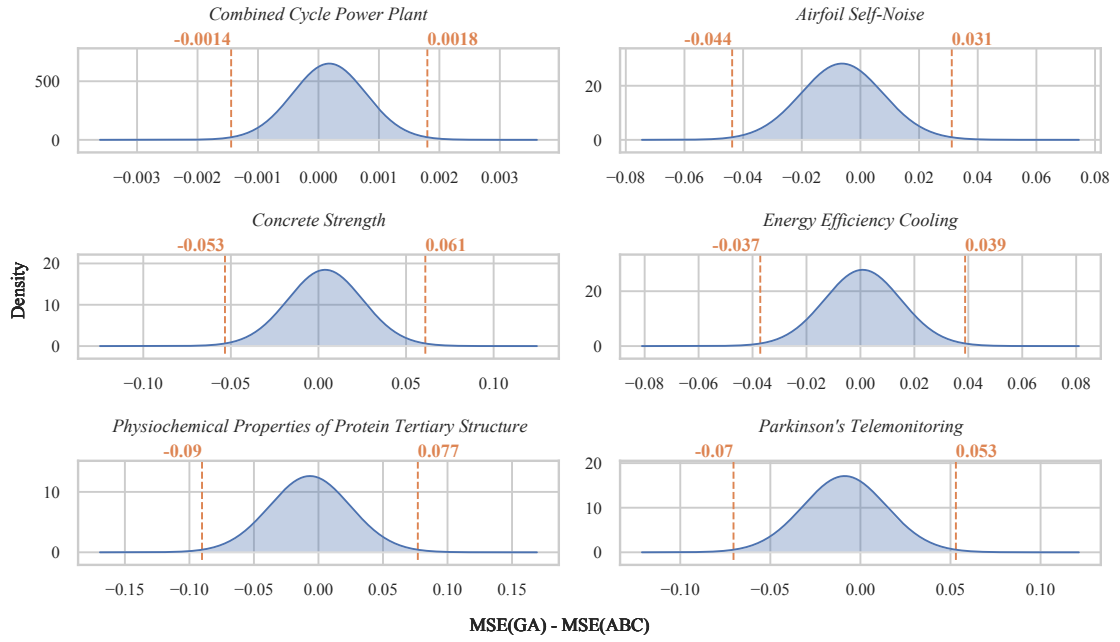 Combined Cycle Power Plant
-0.0014 0.0018
500
0
−0.003 −0.002 −0.001 0.000 0.001 0.002 0.003
Airfoil Self-Noise
-0.044 0.031
20
0
−0.08 −0.06 −0.04 −0.02 0.00 0.02 0.04 0.06 0.08
Concrete Strength
-0.053 0.061
20
10
0
−0.10 −0.05 0.00 0.05 0.10
Energy Efficiency Cooling
-0.037 0.039
20
0
−0.08 −0.06 −0.04 −0.02 0.00 0.02 0.04 0.06 0.08
Density
Physiochemical Properties of Protein Tertiary Structure
-0.09 0.077
10
0
−0.15 −0.10 −0.05 0.00 0.05 0.10 0.15
Parkinson's Telemonitoring
-0.07 0.053
20
10
0
−0.10 −0.05 0.00 0.05 0.10
MSE(GA) - MSE(ABC)